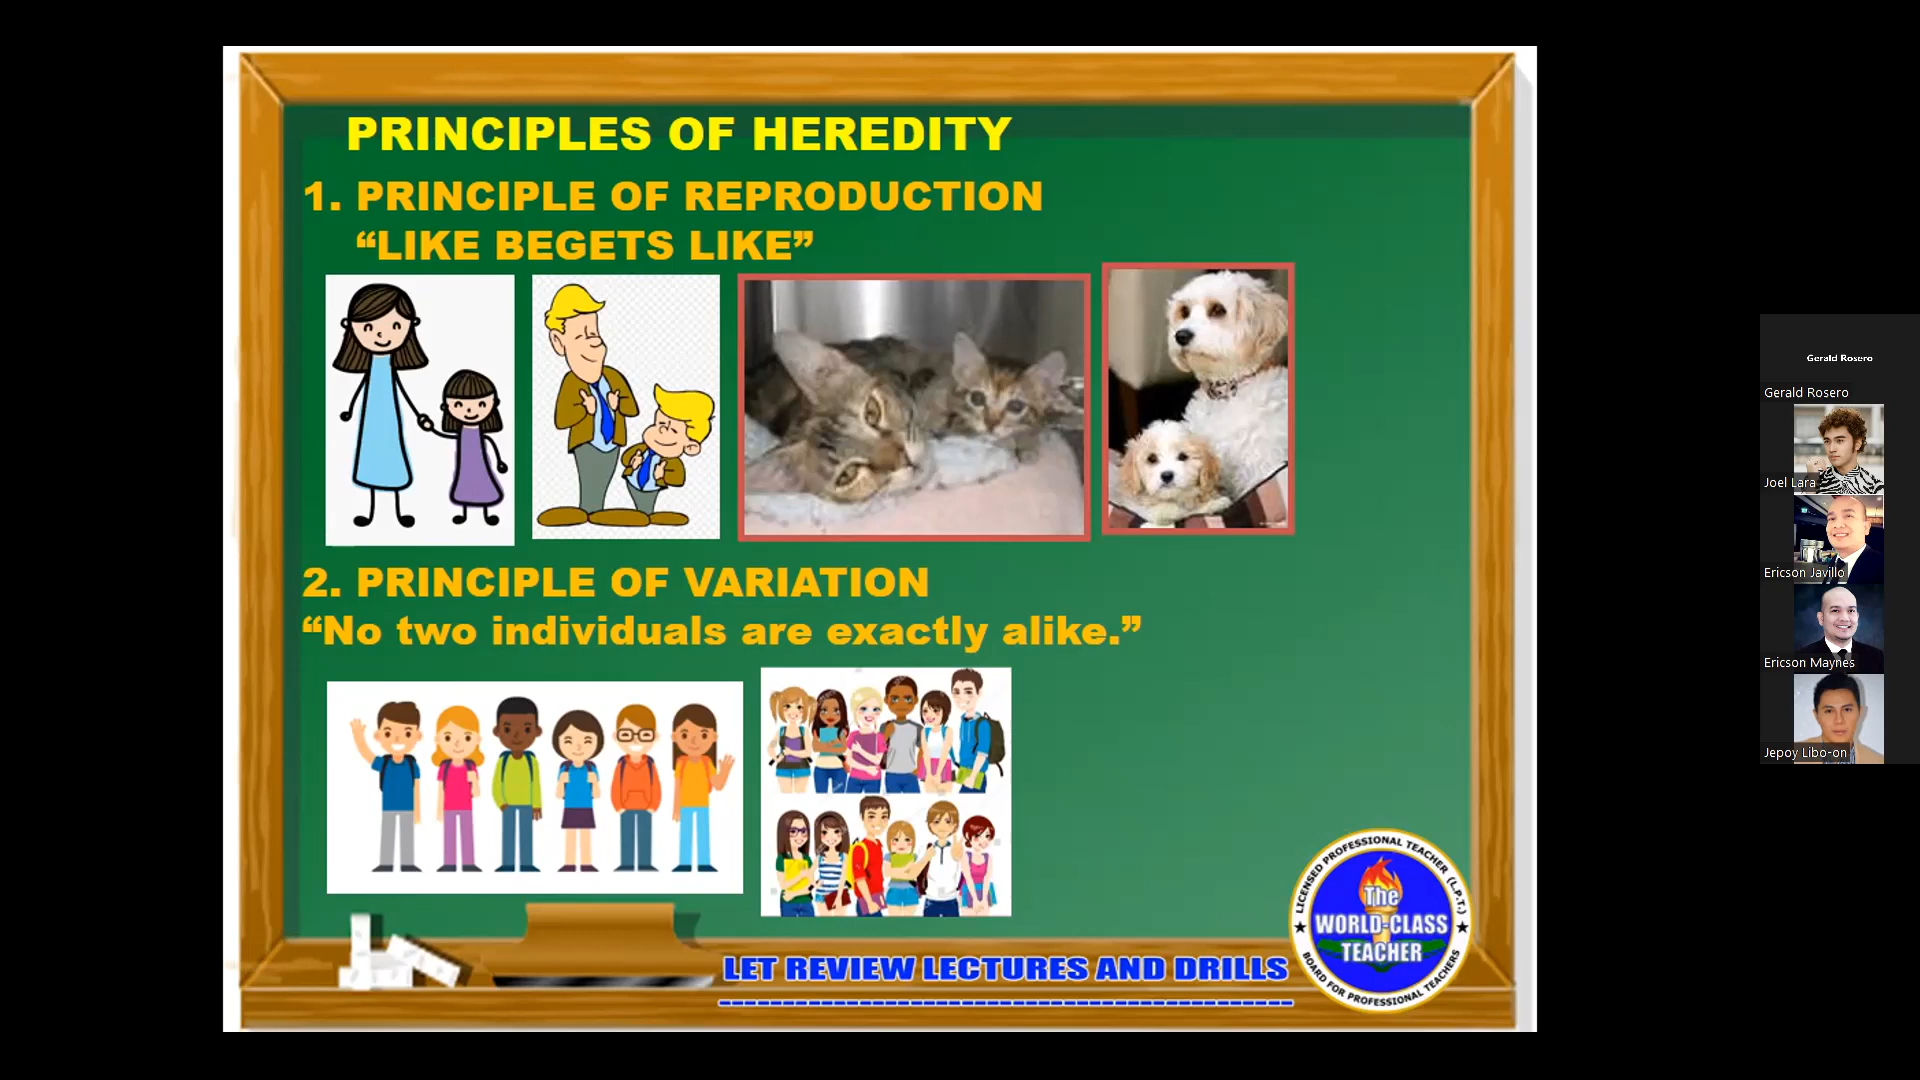 PRINCIPLES OF HEREDITY
1. PRINCIPLE OF REPRODUCTION
“LIKE BEGETS LIKE”
2. PRINCIPLE OF VARIATION
“No two individuals are exactly alike.”
LET REVIEW LECTURES AND DRILLS
LICENSED PROFESSIONAL TEACHER (L.P.T.)
The
WORLD-CLASS
TEACHER
BOARD FOR PROFESSIONAL TEACHERS
Gerald Rosero
Gerald Rosero
Joel Lara
Ericson Javillo
Ericson Maynes
Jepoy Libo-on